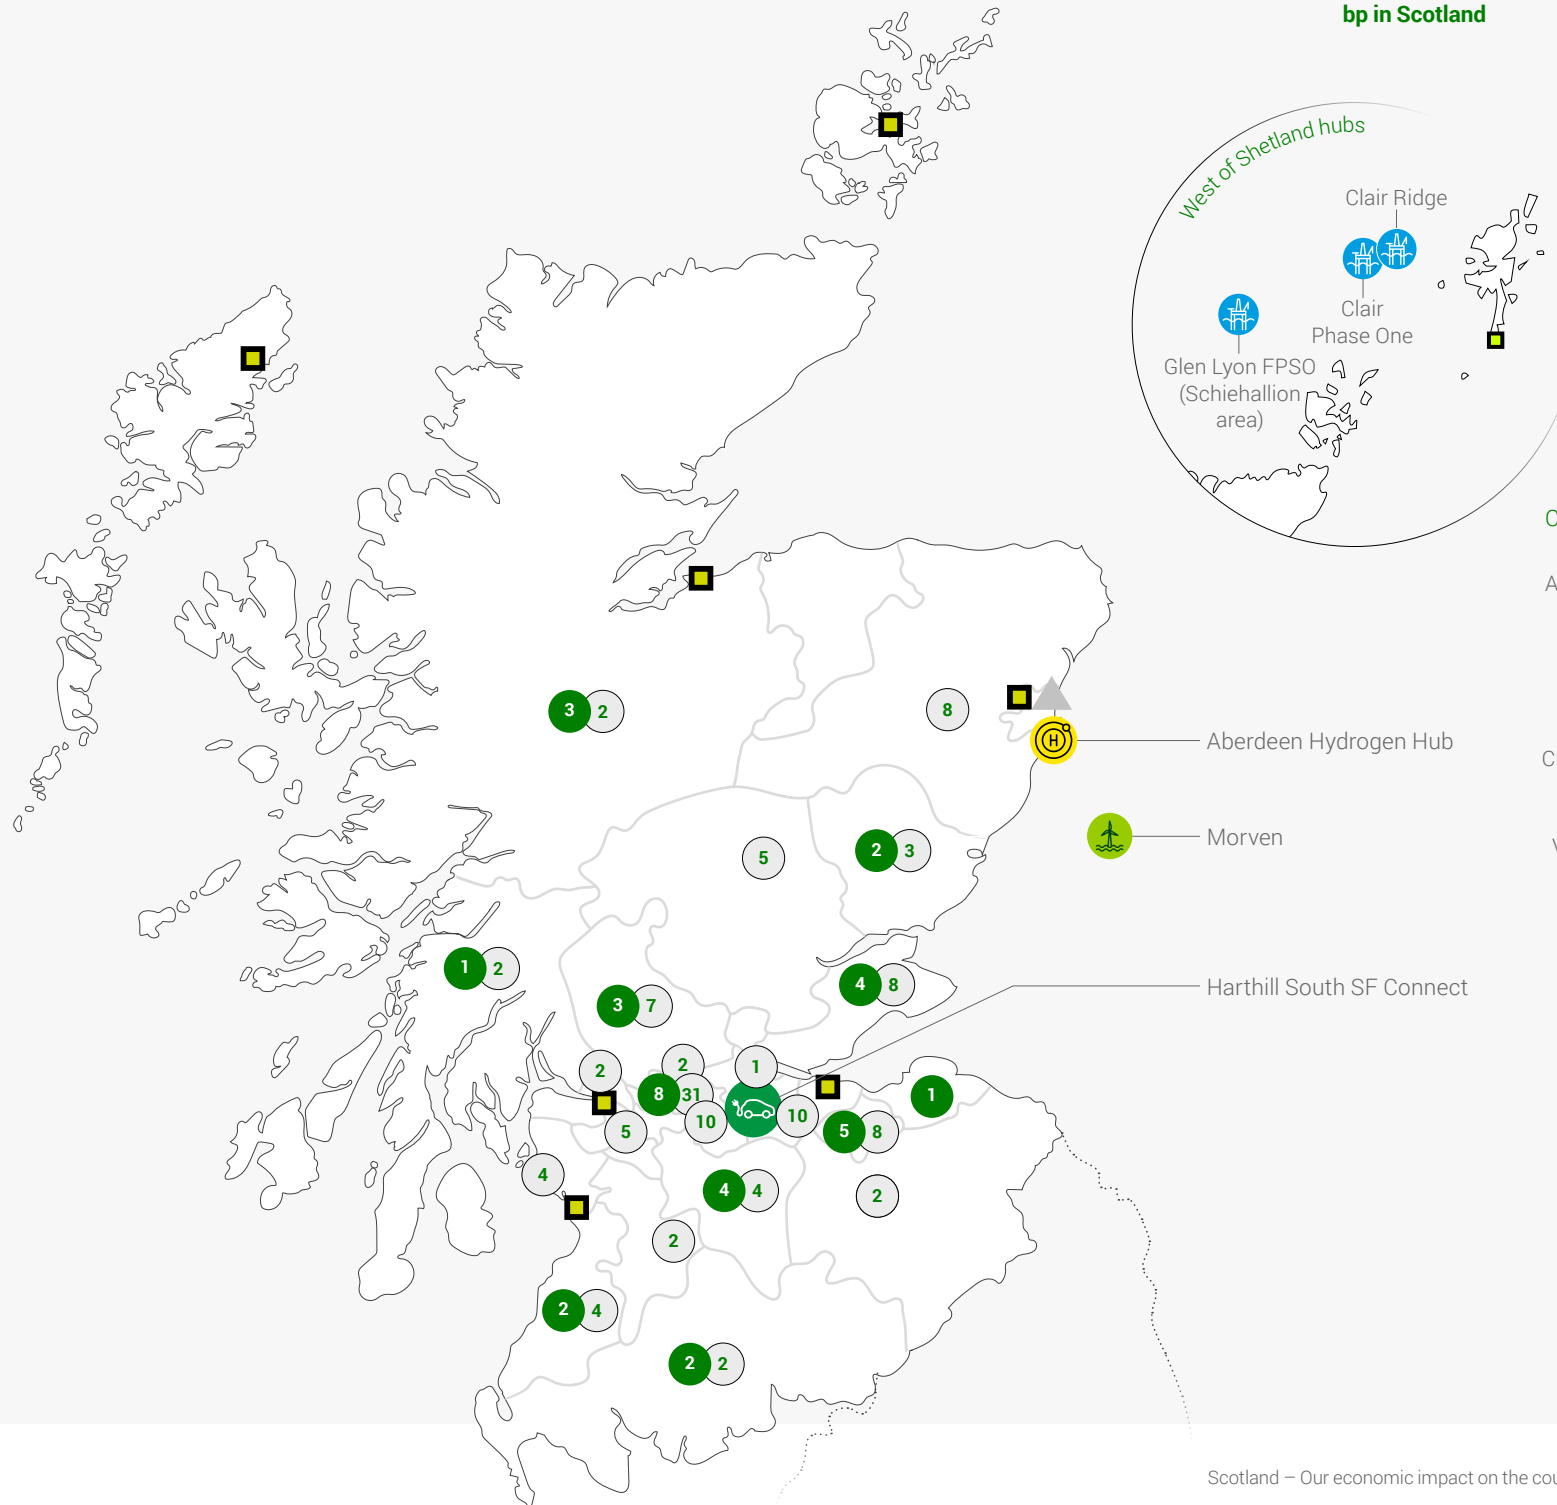 bp in Scotland
West of Shetland hubs
Clair Ridge
Clair
Phase One
Glen Lyon FPSO
(Schiehallion
area)
C
A
3 2
8
Aberdeen Hydrogen Hub
C
H
Morven
5
2 3
1 2
4 8
Harthill South SF Connect
3 7
2
2
1
8 31
10
10
1
5
5 8
4
4 4
2
2
2 4
2 2
Scotland – Our economic impact on the cou